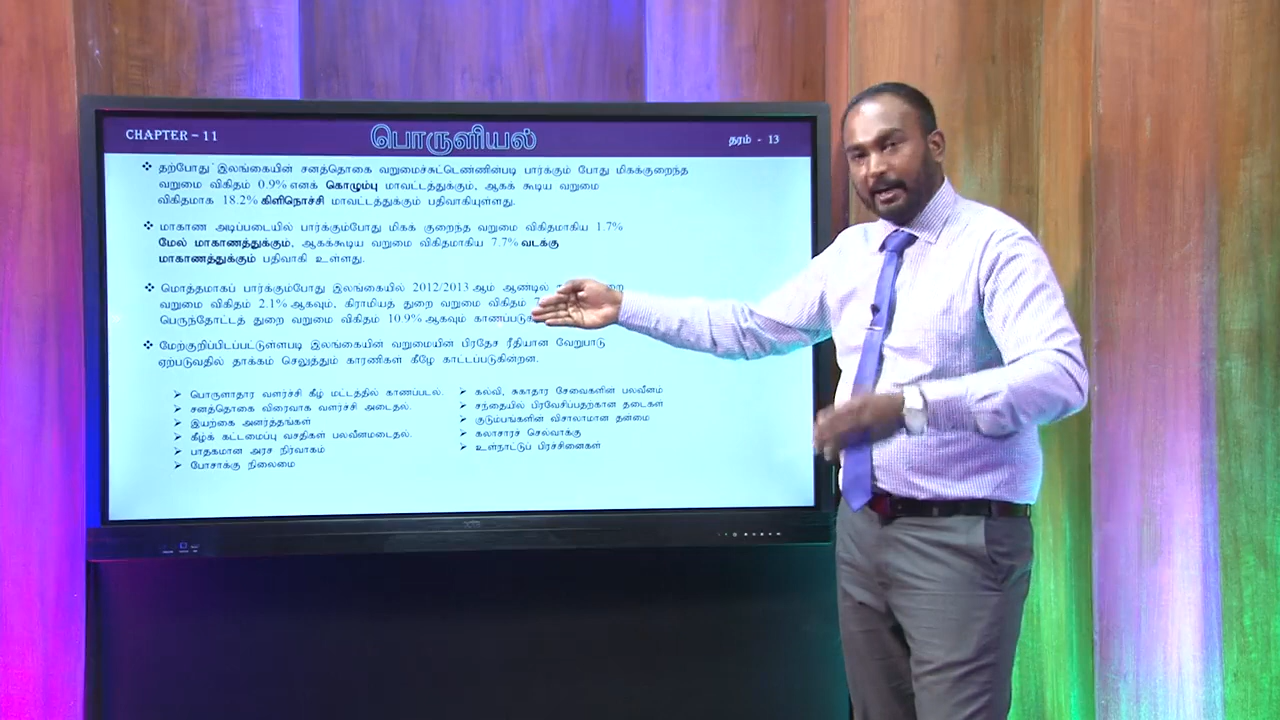 CHAPTER – 11
பொருளியல்
தரம் - 13
தற்போது இலங்கையின் சனத்தொகை வறுமைச்சுட்டெண்ணின்படி பார்க்கும் போது மிகக்குறைந்த
வறுமை விகிதம் 0.9% எனக் கொழும்பு மாவட்டத்துக்கும், ஆகக் கூடிய வறுமை
விகிதமாக 18.2% கிளிநொச்சி மாவட்டத்துக்கும் பதிவாகியுள்ளது.
மாகாண அடிப்படையில் பார்க்கும்போது மிகக் குறைந்த வறுமை விகிதமாகிய 1.7%
மேல் மாகாணத்துக்கும், ஆகக்கூடிய வறுமை விகிதமாகிய 7.7% வடக்கு
மாகாணத்துக்கும் பதிவாகி உள்ளது.
மொத்தமாகப் பார்க்கும்போது இலங்கையில் 2012/2013 ஆம் ஆண்டில்
வறுமை விகிதம் 2.1% ஆகவும், கிராமியத் துறை வறுமை விகிதம்
பெருந்தோட்டத் துறை வறுமை விகிதம் 10.9% ஆகவும்
மேற்குறிப்பிடப்பட்டுள்ளபடி இலங்கையின் வறுமையின் பிரதேச ரீதியான வேறுபாடு
ஏற்படுவதில் தாக்கம் செலுத்தும் காரணிகள் கீழே காட்டப்படுகின்றன.
பொருளாதார வளர்ச்சி கீழ் மட்டத்தில் காணப்படல்.
சனத்தொகை விரைவாக வளர்ச்சி அடைதல்.
இயற்கை அனர்த்தங்கள்
கீழ்க் கட்டமைப்பு வசதிகள் பலவீனமடைதல்.
பாதகமான அரச நிர்வாகம்
போசாக்கு நிலைமை
கல்வி, சுகாதார சேவைகளின் பலவீனம்
சந்தையில் பிரவேசிப்பதற்கான தடைகள்
குடும்பங்களின் விசாலாமான தன்மை
கலாசாரச் செல்வாக்கு
உள்நாட்டுப் பிரச்சினைகள்